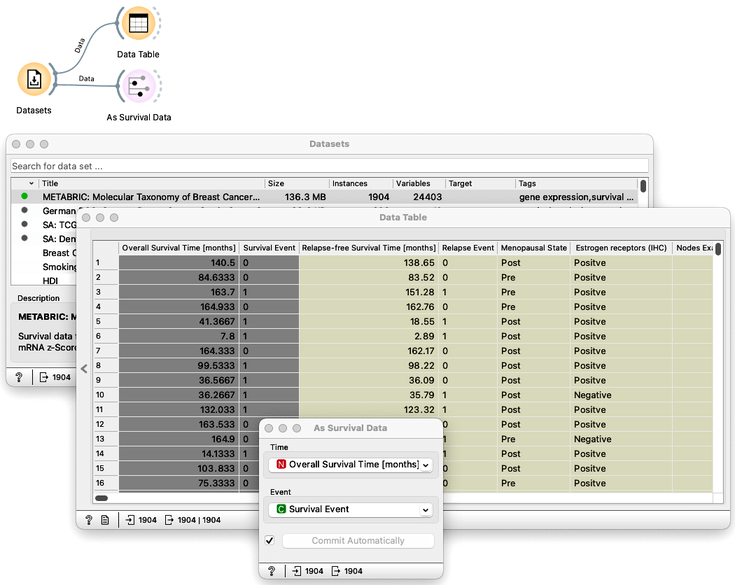 Data
Data Table
Data
Datasets
As Survival Data
Datasets
Search for data set ...
Title Size Instances Variables Target Tags
METABRIC: Molecular Taxonomy of Breast Cancer... 136.3 MB 1904 24403 gene expression,survival ...
German
SA: TCG
SA: Den
Breast C
Smoking
HDI
Description
METABRIC: M
Survival data f
mRNA z-Score
? 1904
Data Table
Overall Survival Time [months] Survival Event Relapse-free Survival Time [months] Relapse Event Menopausal State Estrogen receptors (IHC) Nodes Exa
1 140.5 0 138.65 0 Post Positve
2 84.6333 0 83.52 0 Pre Positve
3 163.7 1 151.28 1 Pre Positve
4 164.933 0 162.76 0 Pre Positve
5 41.3667 1 18.55 1 Post Positve
6 7.8 1 2.89 1 Post Positve
7 164.333 0 162.17 0 Post Positve
8 99.5333 1 98.22 0 Post Positve
9 36.5667 1 36.09 0 Post Positve
10 36.2667 1 35.79 1 Post Negative
11 132.033 1 123.32 1 Post Positve
12 163.533 0 0 Post Positve
13 164.9 0 1 Pre Negative
14 14.1333 1 1 Post Positve
15 103.833 0 0 Post Positve
16 75.3333 0 0 Pre Positve
? 1904 1904 | 1904
As Survival Data
Time
N Overall Survival Time [months]
Event
C Survival Event
Commit Automatically
? 1904 1904